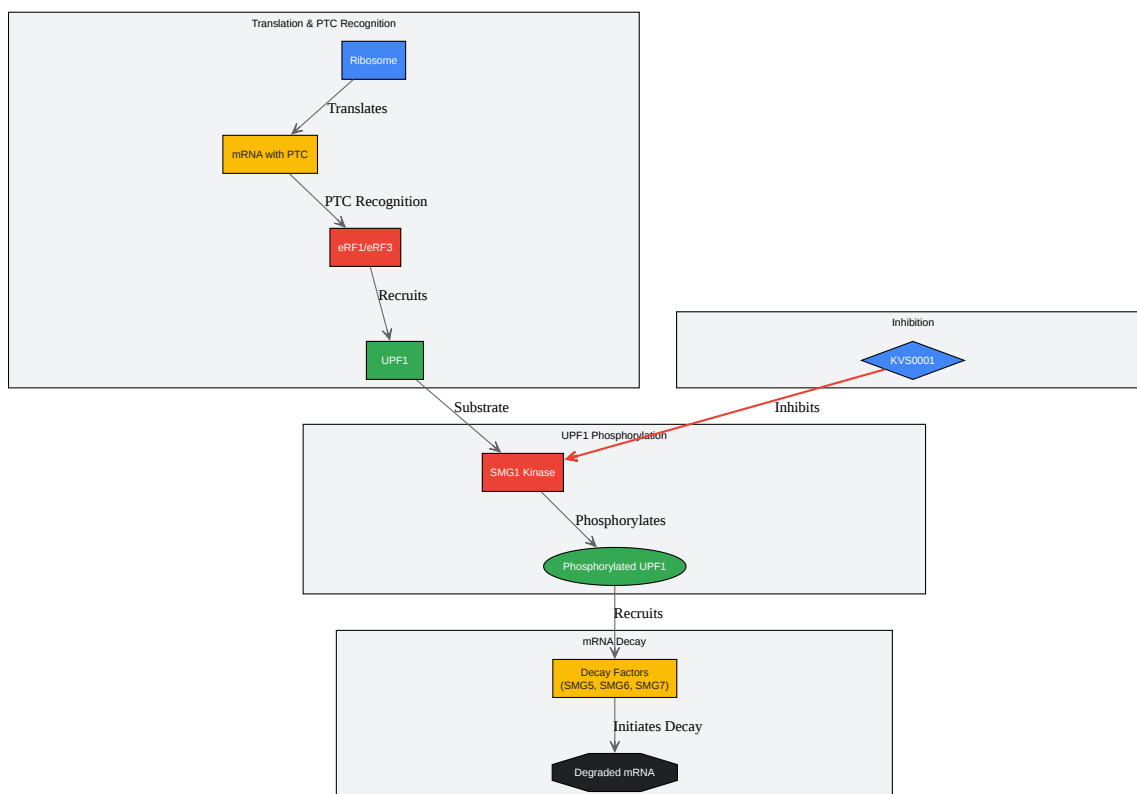 Translation & PTC Recognition
Ribosome
Translates
mRNA with PTC
PTC Recognition
eRF1/eRF3
Recruits
UPF1
Inhibition
KVS0001
Substrate
Inhibits
UPF1 Phosphorylation
SMG1 Kinase
Phosphorylates
Phosphorylated UPF1
Recruits
mRNA Decay
Decay Factors
(SMG5, SMG6, SMG7)
Initiates Decay
Degraded mRNA